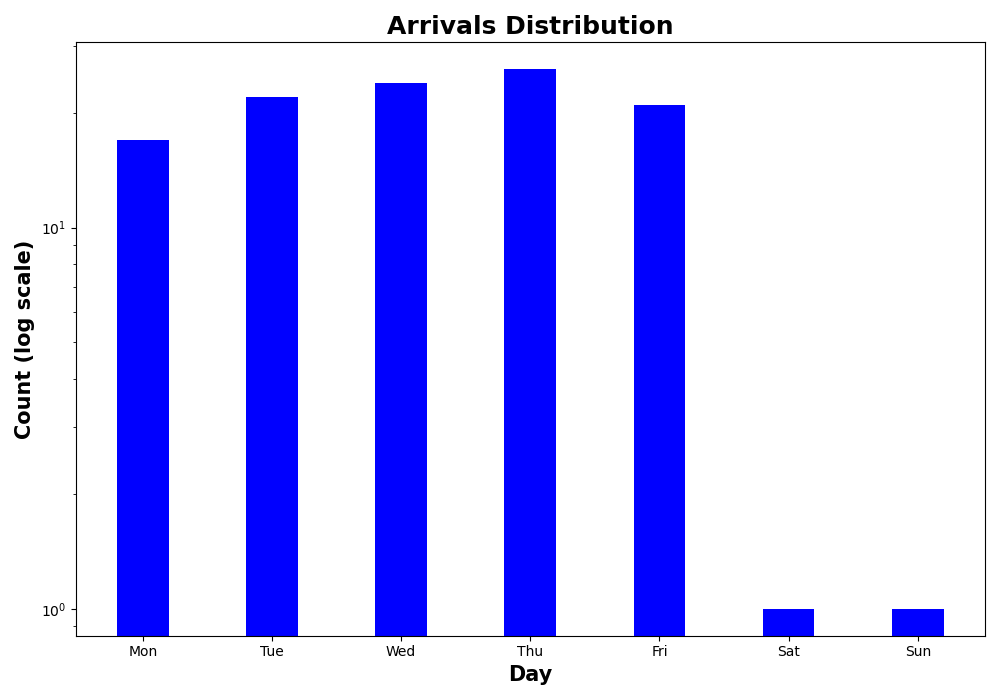 Arrivals Distribution
Count (log scale)
10¹
10⁰
Mon Tue Wed Thu Fri Sat Sun
Day